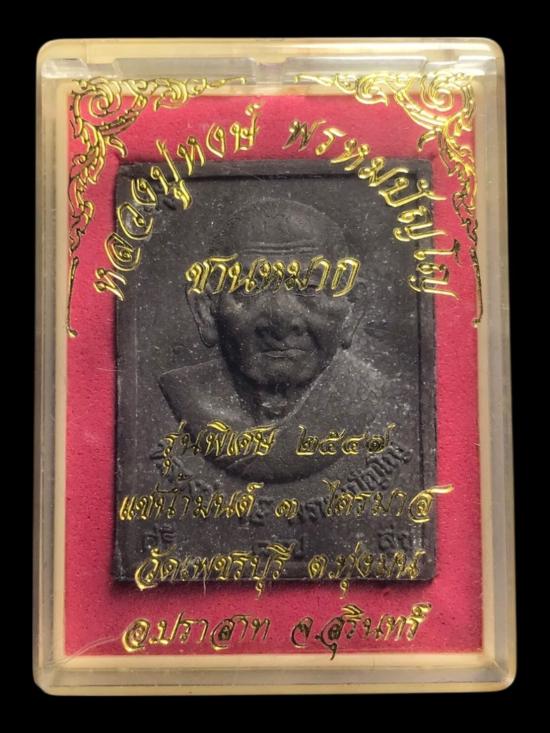 หลวงปู่หงษ์ พรหมปัญโญ
ชานหมาก
รุ่นพิเศษ ๒๕๔๗
แช่น้ำมนต์ ๓ ไตรมาส
วัดเพชรบุรี ต.ทุ่งมน
อ.ปราสาท จ.สุรินทร์